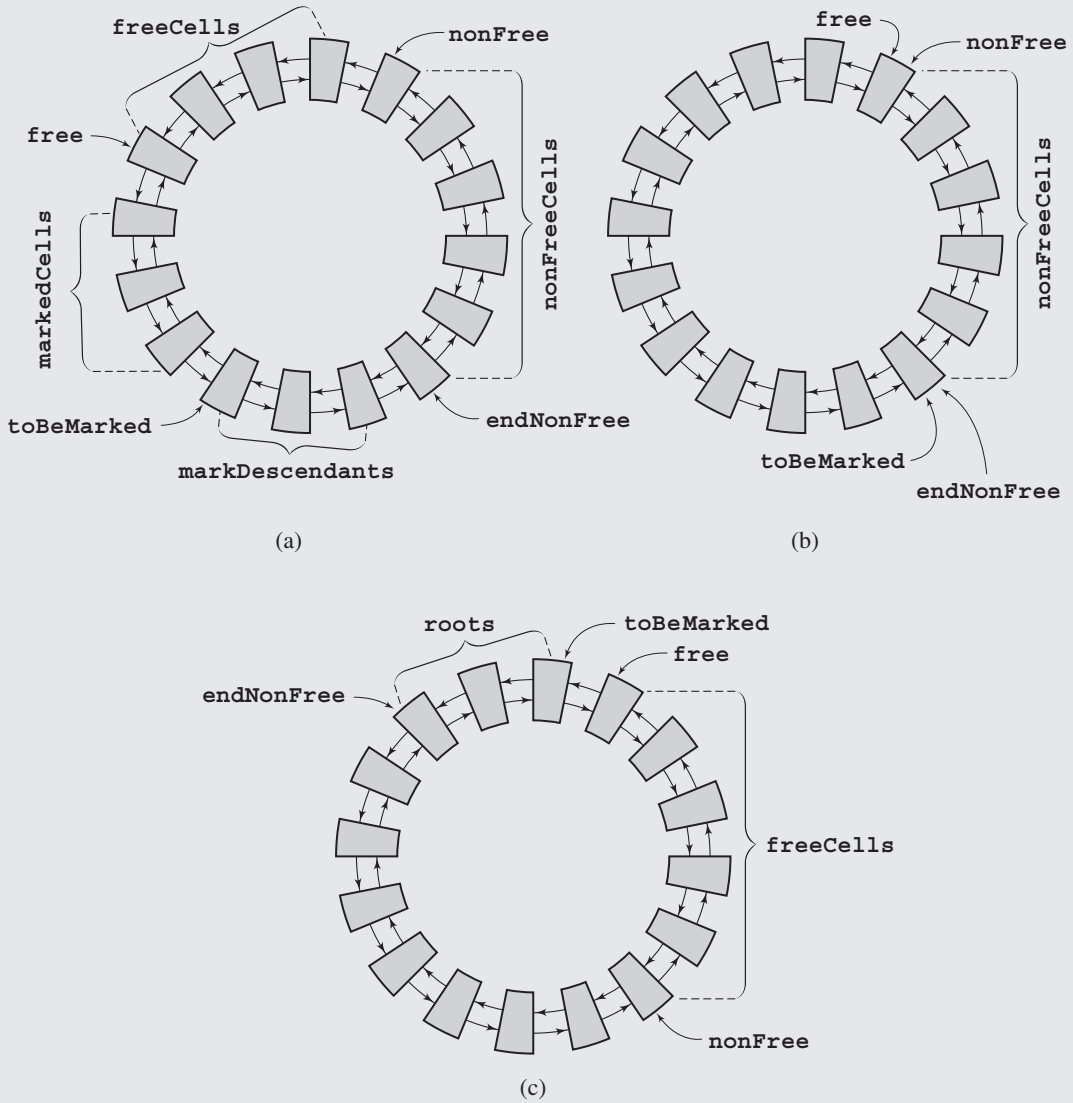 freeCells
nonFree
free
nonFreeCells
markedCells
toBeMarked
endNonFree
markDescendants
(a)
free
nonFree
nonFreeCells
toBeMarked
endNonFree
(b)
roots
toBeMarked
free
endNonFree
freeCells
nonFree
(c)